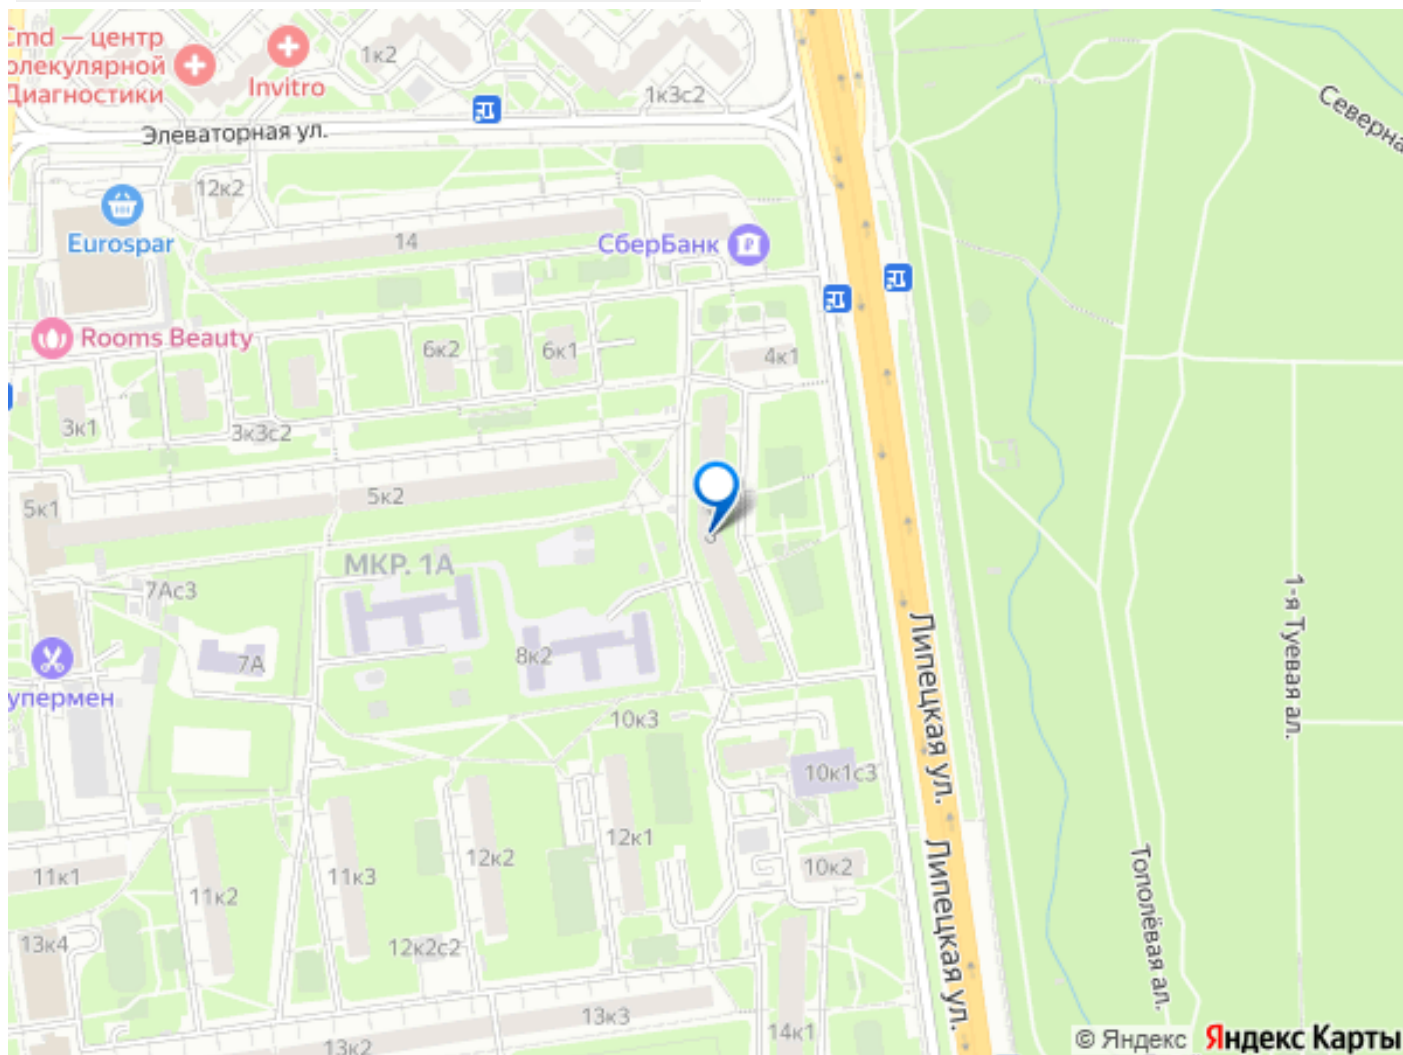 Cmd — центр
олекулярной
Диагностики
Invitro
1к2
1к3с2
Элеваторная ул.
Северна
12к2
Eurospar
14
СберБанк
Rooms Beauty
6к2
6к1
4к1
3к1
3к3с2
5к1
5к2
МКР. 1А
7Ас3
7А
8к2
упермен
10к3
10к1с3
Липецкая ул.
1-я Туевая ал.
12к1
12к2
10к2
11к1
11к2
11к3
Липецкая ул.
Тополёвая ал.
13к4
12к2с2
13к3
14к1
13к2
© Яндекс Яндекс Карты